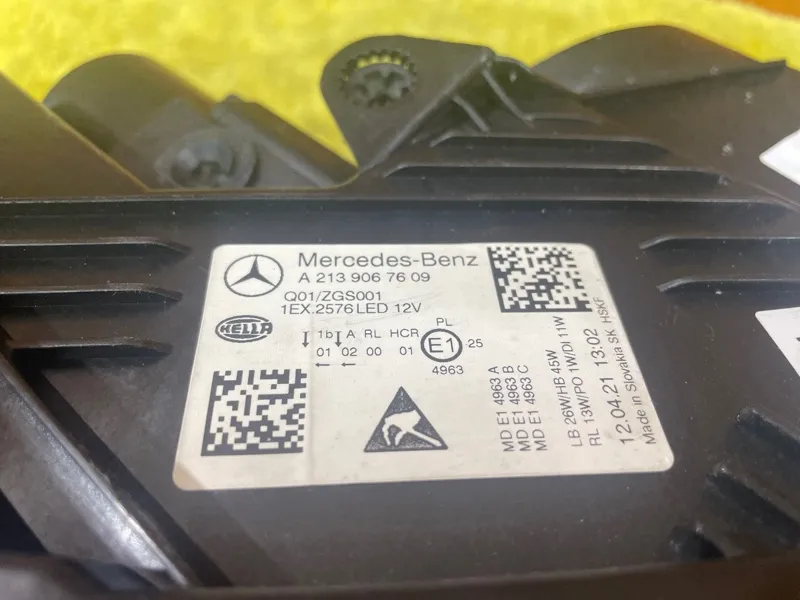 Mercedes-Benz
A 213 906 76 09
Q01/ZGS001
1EX.2576 LED 12V
HELLA
1b A RL HCR PL
01 02 00 01 E1 25
4963
MD E1 4963 A
MD E1 4963 B
MD E1 4963 C
LB 26W/HB 45W
RL 13W/PO 1W/DI 11W
12.04.21 13:02
Made in Slovakia SK HSKF